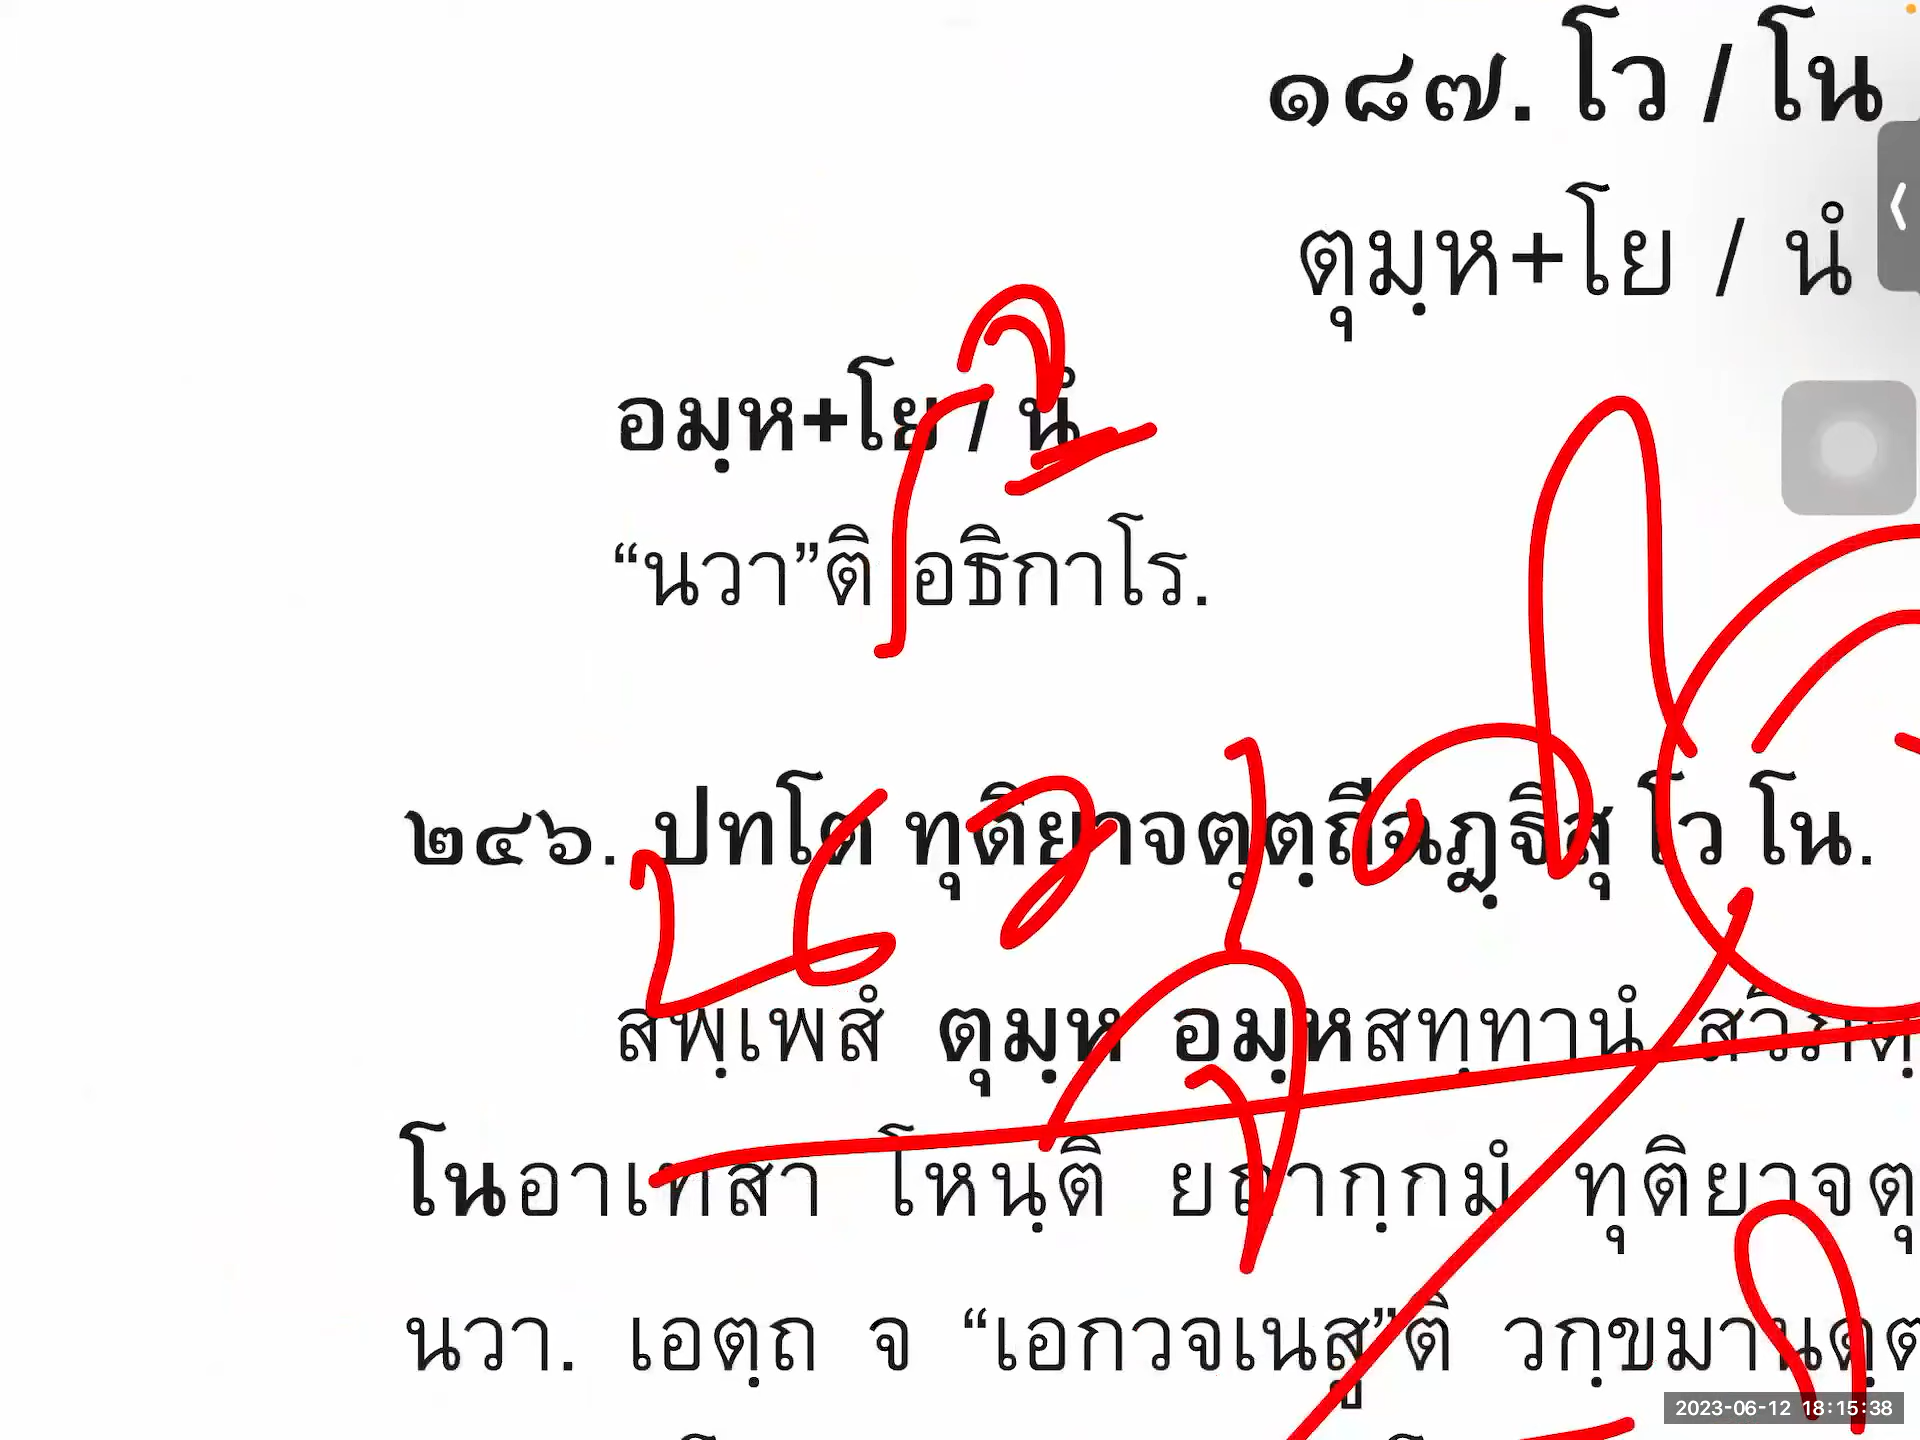 ๑๘๗. โว / โน
ตุมฺห+โย / นํ
อมฺห+โย / นํ
“นวา”ติ อธิกาโร.
๒๔๖. ปทโต ทุติยาจตุตฺถีฉฏฺฐีสุ โว โน.
สพฺเพสํ ตุมฺห อมฺหสทฺทานํ
โนอาเทสา โหนฺติ ยถากฺกมํ ทุติยาจตุ
นวา. เอตฺถ จ “เอกวจเนสู”ติ วกฺขมาน
2023-06-12 18:15:38